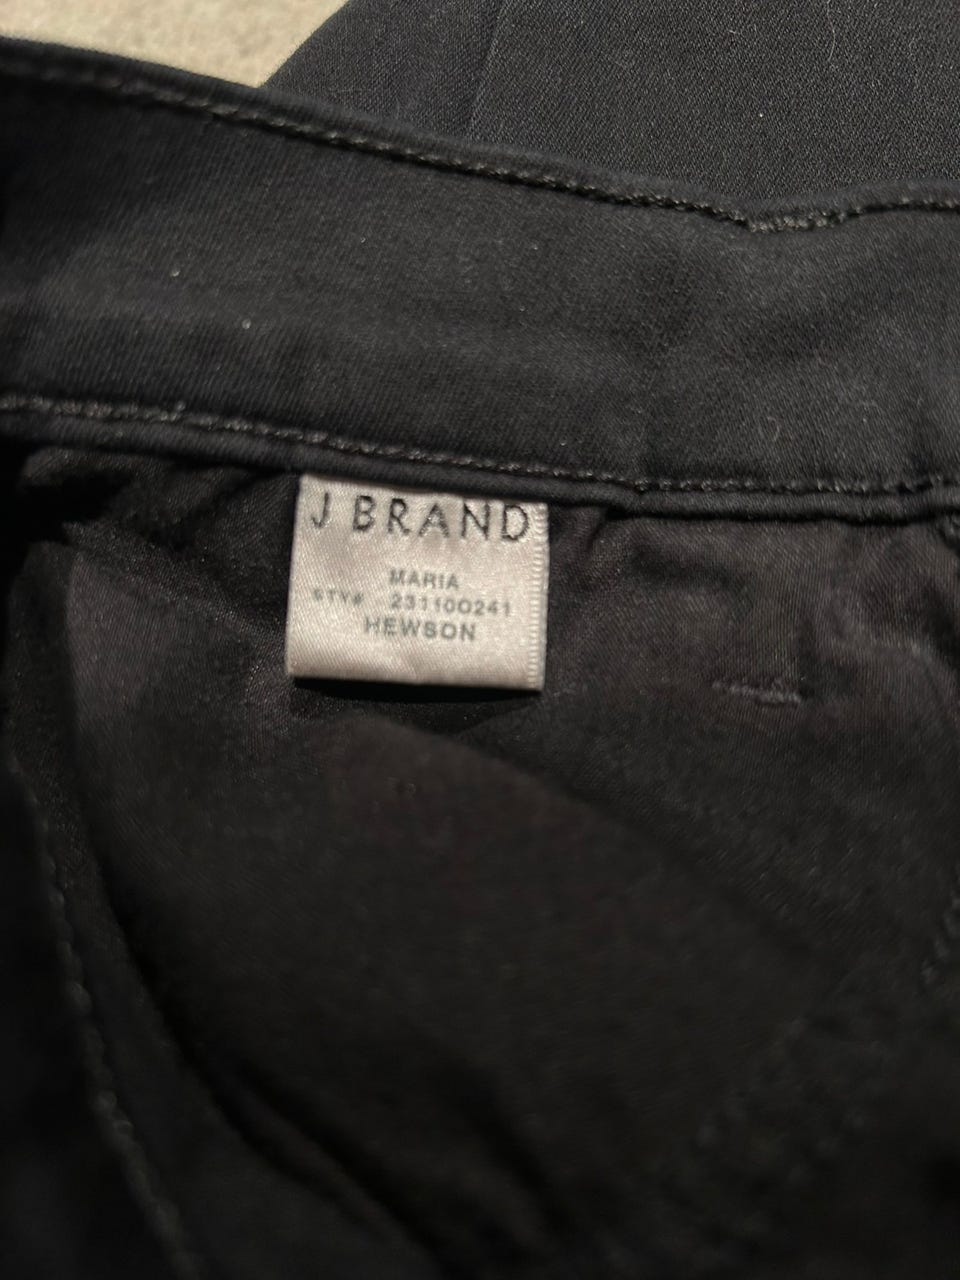 J BRAND
MARIA
STY# 231100241
HEWSON